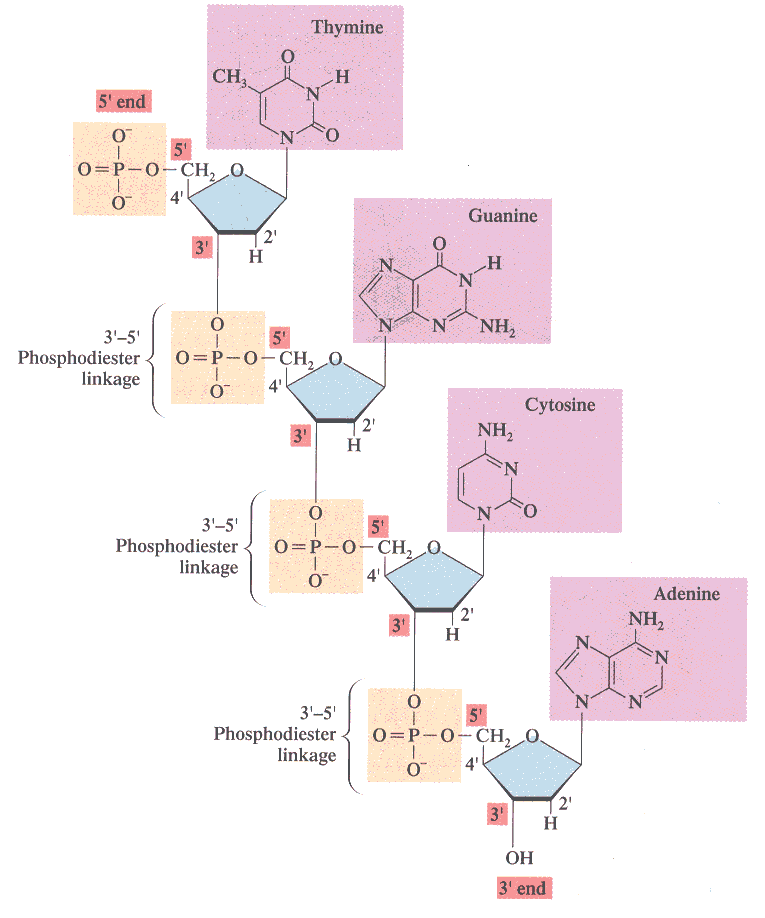 Thymine
O
CH3
N
H
5' end
O-
5'
N
O
O=P–O–CH2
O
O-
4'
3'
2'
H
Guanine
O
N
N
H
O
3'–5'
Phosphodiester
linkage
5'
N
N
NH2
O=P–O–CH2
O
O-
4'
3'
2'
H
Cytosine
NH2
N
N
O
O
3'–5'
Phosphodiester
linkage
5'
O=P–O–CH2
O
O-
4'
3'
2'
H
Adenine
NH2
N
N
N
N
O
3'–5'
Phosphodiester
linkage
5'
O=P–O–CH2
O
O-
4'
3'
2'
H
OH
3' end